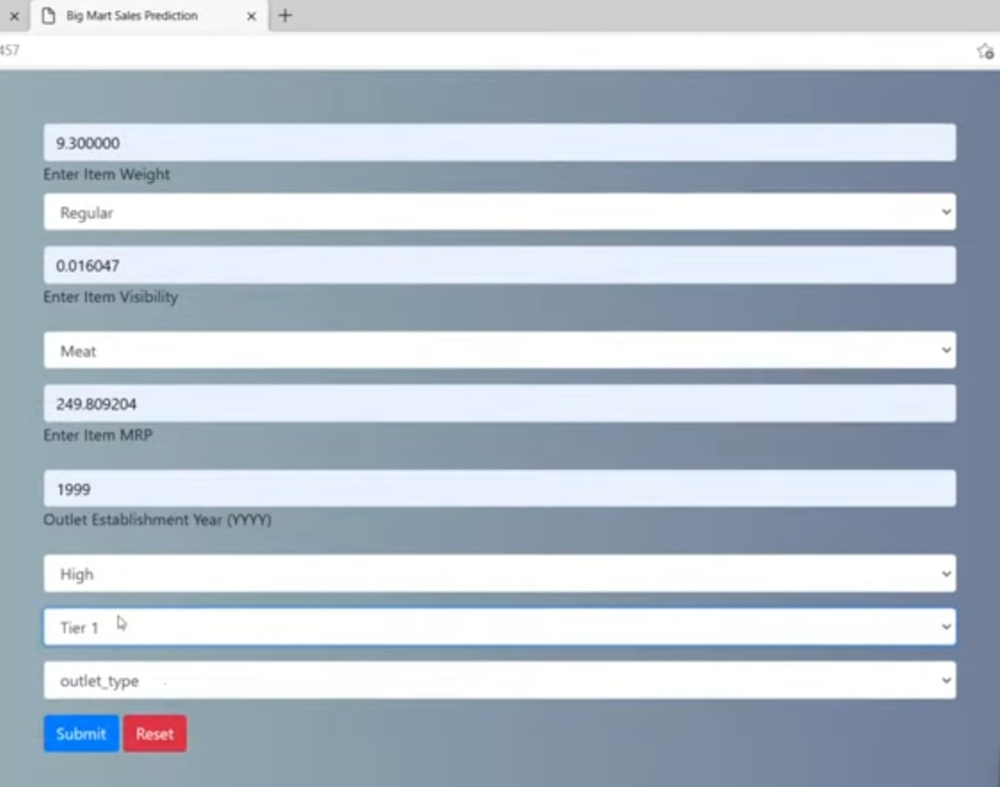 Big Mart Sales Prediction
457
9.300000
Enter Item Weight
Regular
0.016047
Enter Item Visibility
Meat
249.809204
Enter Item MRP
1999
Outlet Establishment Year (YYYY)
High
Tier 1
outlet_type
Submit Reset